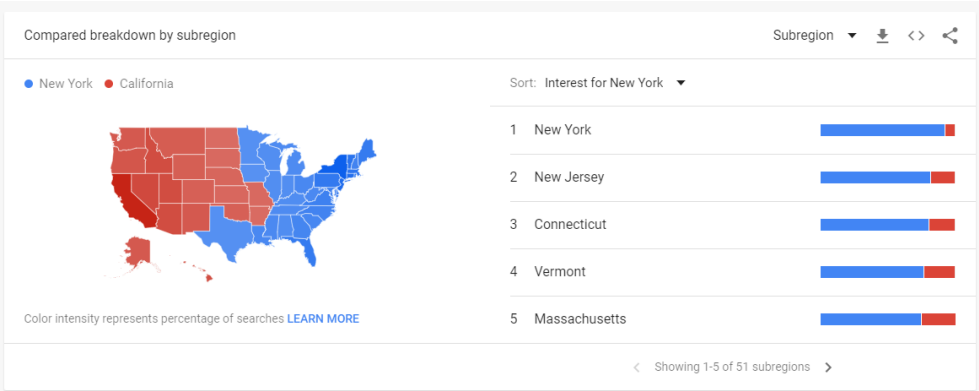 Compared breakdown by subregion
Subregion
New York California
Sort: Interest for New York
1 New York
2 New Jersey
3 Connecticut
4 Vermont
5 Massachusetts
Color intensity represents percentage of searches LEARN MORE
Showing 1-5 of 51 subregions